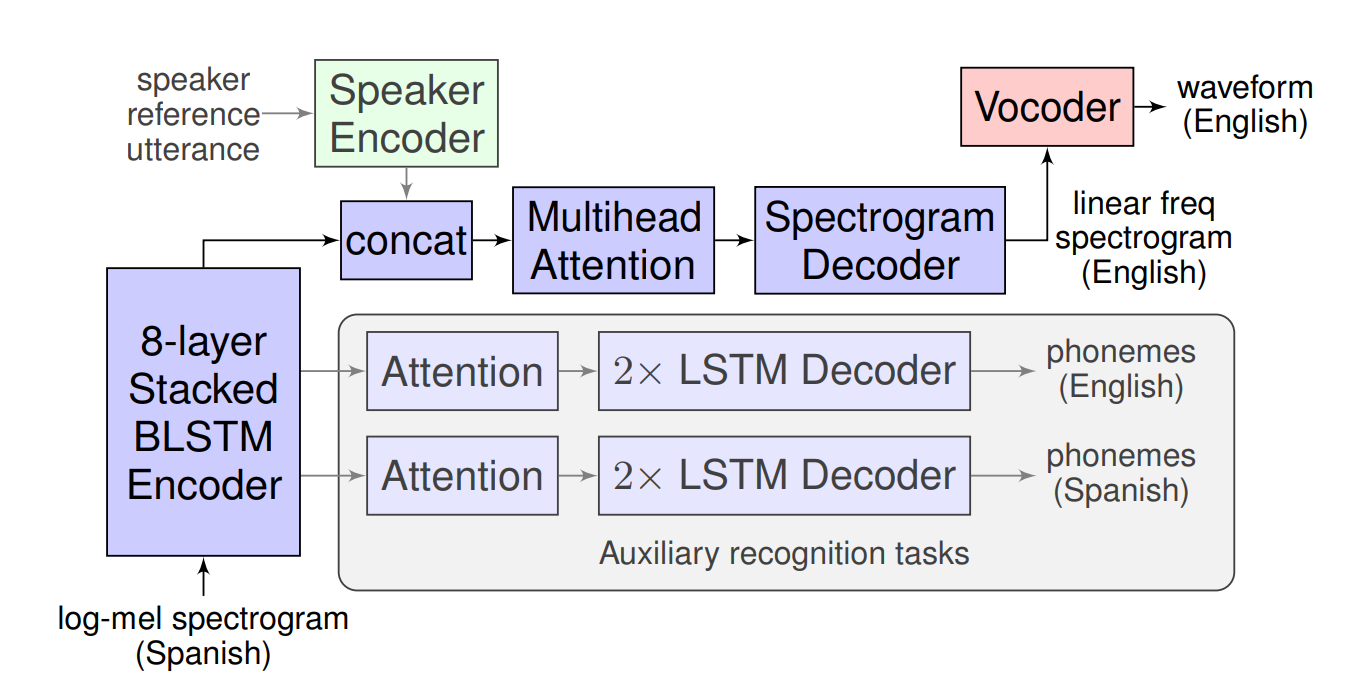 speaker
reference
utterance
Speaker
Encoder
Vocoder
waveform
(English)
concat
Multihead
Attention
Spectrogram
Decoder
linear freq
spectrogram
(English)
8-layer
Stacked
BLSTM
Encoder
Attention
2× LSTM Decoder
phonemes
(English)
Attention
2× LSTM Decoder
phonemes
(Spanish)
Auxiliary recognition tasks
log-mel spectrogram
(Spanish)